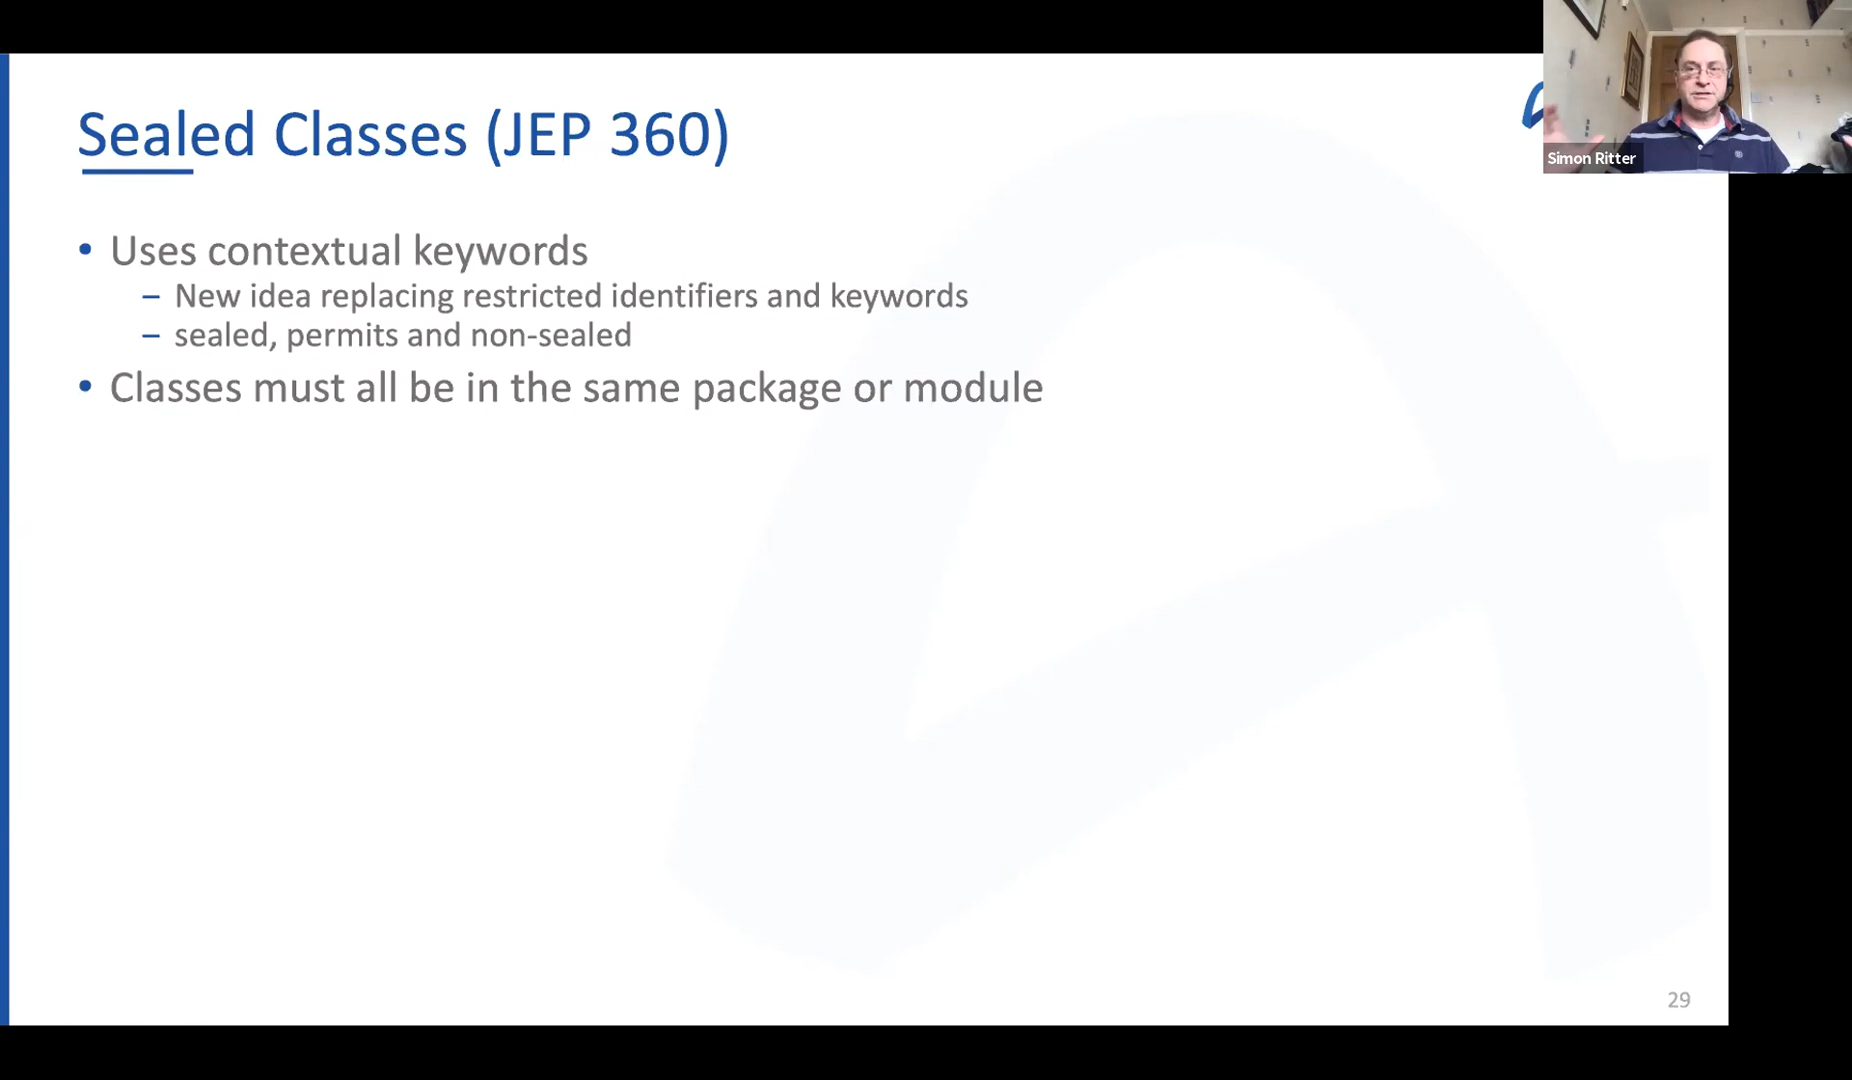 Sealed Classes (JEP 360)
Simon Ritter
• Uses contextual keywords
– New idea replacing restricted identifiers and keywords
– sealed, permits and non-sealed
• Classes must all be in the same package or module
29